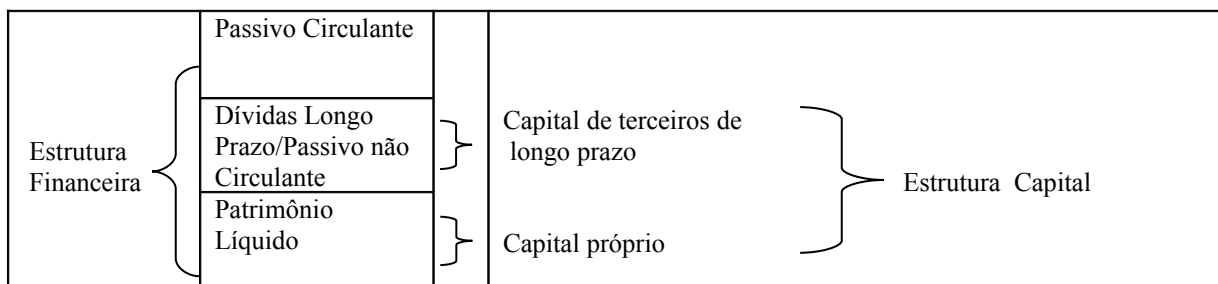 Passivo Circulante
Dívidas Longo
Prazo/Passivo não
Circulante
Patrimônio
Líquido
Estrutura
Financeira
Capital de terceiros de
longo prazo
Capital próprio
Estrutura Capital